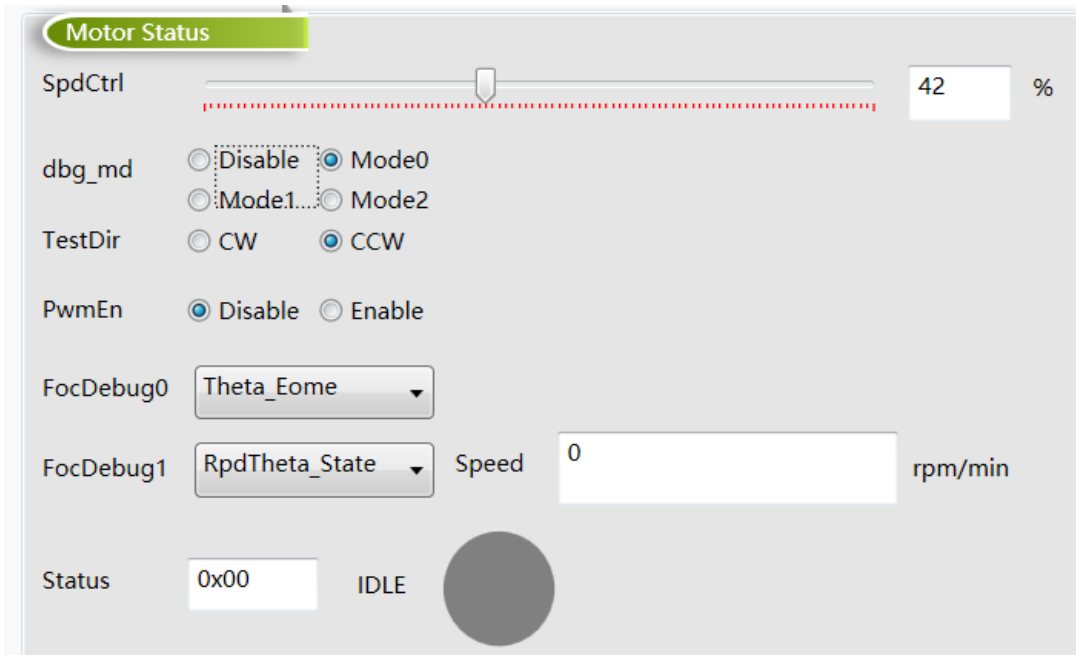 Motor Status
SpdCtrl 42 %
dbg_md Disable Mode0
Mode1 Mode2
TestDir CW CCW
PwmEn Disable Enable
FocDebug0 Theta_Eome
FocDebug1 RpdTheta_State Speed 0 rpm/min
Status 0x00 IDLE